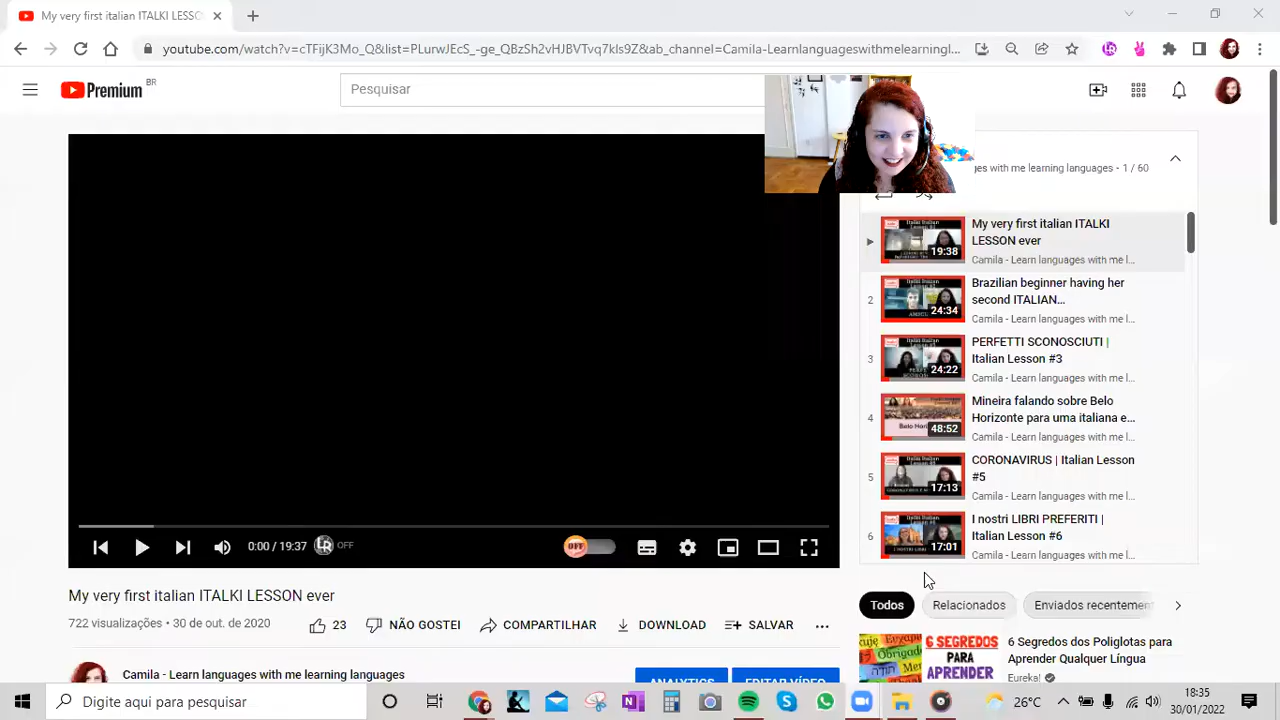 My very first italian ITALKI LESSO
youtube.com/watch?v=cTFijK3Mo_Q&list=PLurwJEcS_-ge_QBzSh2vHJBVTvq7kIs9Z&ab_channel=Camila-Learnlanguageswithmelearningl...
Premium BR
Pesquisar
ges with me learning languages • 1 / 60
My very first italian ITALKI
LESSON ever
Camila - Learn languages with me l...
19:38
2
Brazilian beginner having her
second ITALIAN...
Camila - Learn languages with me l...
24:34
3
PERFETTI SCONOSCIUTI |
Italian Lesson #3
Camila - Learn languages with me l...
24:22
4
Mineira falando sobre Belo
Horizonte para uma italiana e...
Camila - Learn languages with me l...
48:52
5
CORONAVIRUS | Italian Lesson
#5
Camila - Learn languages with me l...
17:13
6
I nostri LIBRI PREFERITI |
Italian Lesson #6
Camila - Learn languages with me l...
17:01
0:00 / 19:37 LR OFF
OFF
My very first italian ITALKI LESSON ever
722 visualizações • 30 de out. de 2020
23 NÃO GOSTEI COMPARTILHAR DOWNLOAD SALVAR
Camila - Learn languages with me learning languages
ANALYTICS EDITAR VÍDEO
Todos Relacionados Enviados recentement
6 SEGREDOS
PARA
APRENDER
Obrigado
6 Segredos dos Poliglotas para
Aprender Qualquer Língua
Eureka!
Digite aqui para pesquisar
26°C
18:35
30/01/2022